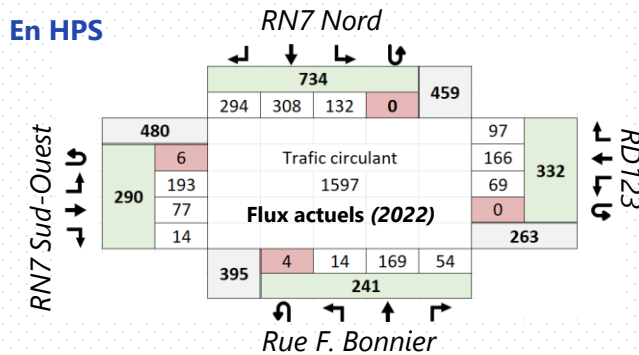 En HPS
RN7 Nord
734
459
294 308 132 0
480
97
6
Trafic circulant
166
290
193
1597
69
332
77
Flux actuels (2022)
0
14
263
395
4 14 169 54
241
RN7 Sud-Ouest
RD123
Rue F. Bonnier